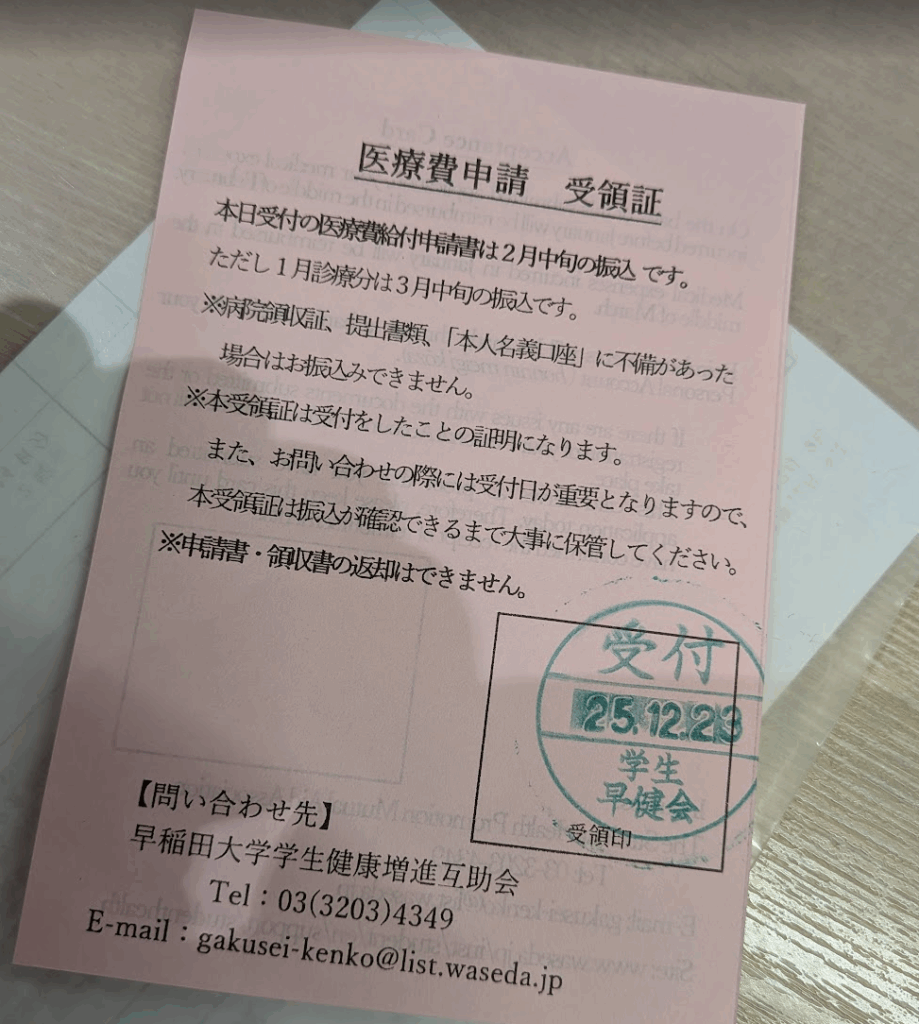 医療費申請 受領証
本日受付の医療費給付申請書は2月中旬の振込 です。
ただし1月診療分は3月中旬の振込です。
※病院領収証、提出書類、「本人名義口座」に不備があった
場合はお振込みできません。
※本受領証は受付をしたことの証明になります。
また、お問い合わせの際には受付日が重要となりますので、
本受領証は振込が確認できるまで大事に保管してください。
※申請書・領収書の返却はできません。
受付
25.12.23
学生
早健会
受領印
【問い合わせ先】
早稲田大学学生健康増進互助会
Tel：03(3203)4349
E-mail：gakusei-kenko@list.waseda.jp